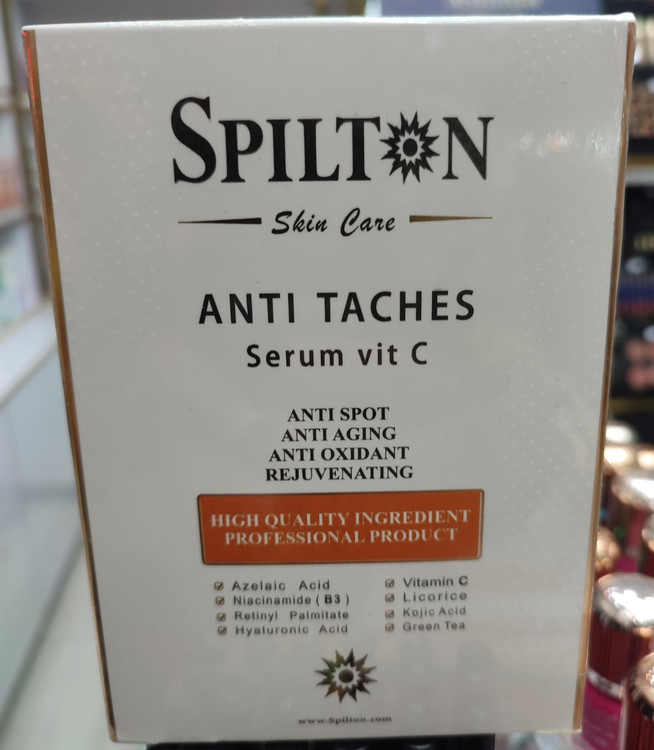 SPILTON
Skin Care
ANTI TACHES
Serum vit C
ANTI SPOT
ANTI AGING
ANTI OXIDANT
REJUVENATING
HIGH QUALITY INGREDIENT
PROFESSIONAL PRODUCT
Azelaic Acid
Niacinamide ( B3 )
Retinyl Palmitate
Hyaluronic Acid
Vitamin C
Licorice
Kojic Acid
Green Tea
www.Spilton.com